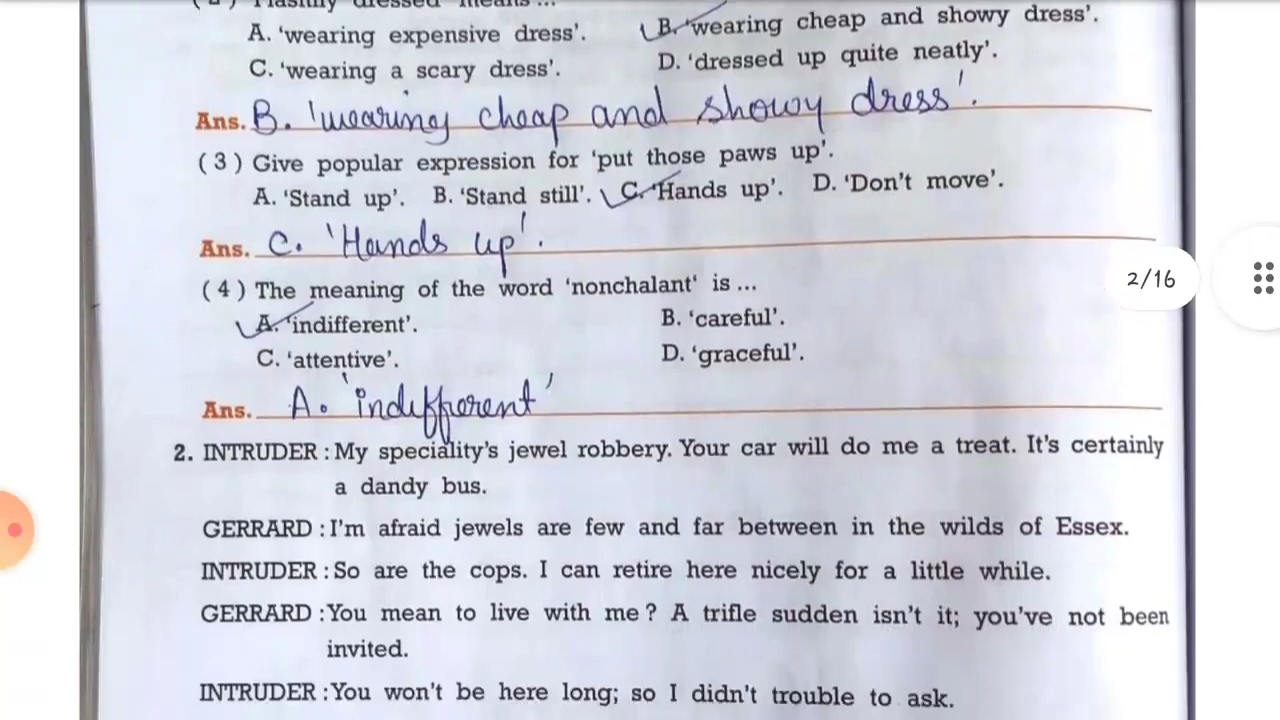 (2) Flashily dressed means ...
A. 'wearing expensive dress'. B. 'wearing cheap and showy dress'.
C. 'wearing a scary dress'. D. 'dressed up quite neatly'.
Ans. B. 'wearing cheap and showy dress'.
(3) Give popular expression for 'put those paws up'.
A. 'Stand up'. B. 'Stand still'. C. 'Hands up'. D. 'Don't move'.
Ans. C. 'Hands up'.
(4) The meaning of the word 'nonchalant' is ...
A. 'indifferent'. B. 'careful'.
C. 'attentive'. D. 'graceful'.
Ans. A. 'indifferent'
2. INTRUDER : My speciality's jewel robbery. Your car will do me a treat. It's certainly
a dandy bus.
GERRARD : I'm afraid jewels are few and far between in the wilds of Essex.
INTRUDER : So are the cops. I can retire here nicely for a little while.
GERRARD : You mean to live with me ? A trifle sudden isn't it; you've not been
invited.
INTRUDER : You won't be here long; so I didn't trouble to ask.
2/16